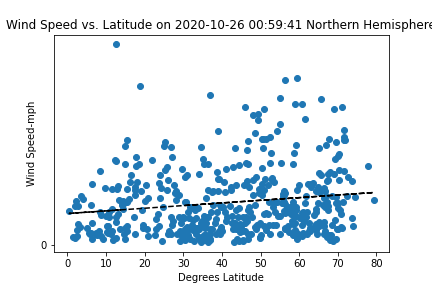 Wind Speed vs. Latitude on 2020-10-26 00:59:41 Northern Hemisphere
Wind Speed-mph
0
0 10 20 30 40 50 60 70 80
Degrees Latitude